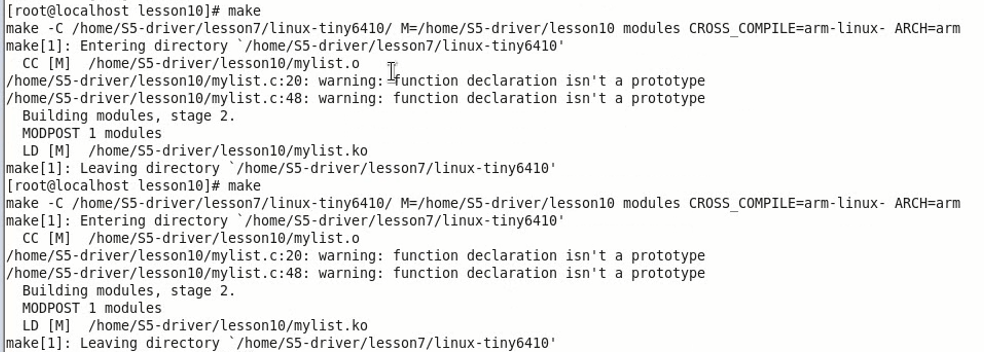 [root@localhost lesson10]# make
make -C /home/S5-driver/lesson7/linux-tiny6410/ M=/home/S5-driver/lesson10 modules CROSS_COMPILE=arm-linux- ARCH=arm
make[1]: Entering directory `/home/S5-driver/lesson7/linux-tiny6410'
  CC [M]  /home/S5-driver/lesson10/mylist.o
/home/S5-driver/lesson10/mylist.c:20: warning: function declaration isn't a prototype
/home/S5-driver/lesson10/mylist.c:48: warning: function declaration isn't a prototype
  Building modules, stage 2.
  MODPOST 1 modules
  LD [M]  /home/S5-driver/lesson10/mylist.ko
make[1]: Leaving directory `/home/S5-driver/lesson7/linux-tiny6410'
[root@localhost lesson10]# make
make -C /home/S5-driver/lesson7/linux-tiny6410/ M=/home/S5-driver/lesson10 modules CROSS_COMPILE=arm-linux- ARCH=arm
make[1]: Entering directory `/home/S5-driver/lesson7/linux-tiny6410'
  CC [M]  /home/S5-driver/lesson10/mylist.o
/home/S5-driver/lesson10/mylist.c:20: warning: function declaration isn't a prototype
/home/S5-driver/lesson10/mylist.c:48: warning: function declaration isn't a prototype
  Building modules, stage 2.
  MODPOST 1 modules
  LD [M]  /home/S5-driver/lesson10/mylist.ko
make[1]: Leaving directory `/home/S5-driver/lesson7/linux-tiny6410'